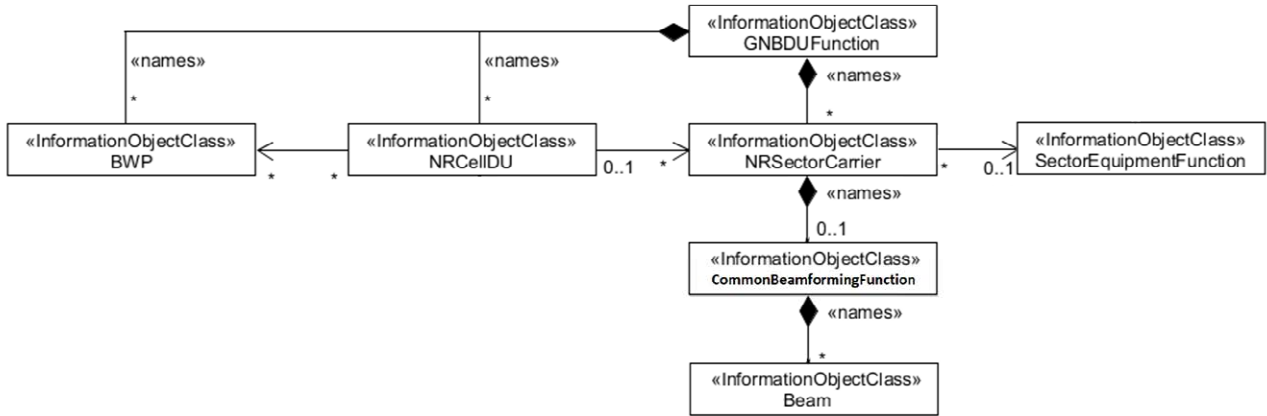 «InformationObjectClass»
GNBDUFunction
«names»
«names»
«names»
*
*
*
«InformationObjectClass»
BWP
«InformationObjectClass»
NRCellDU
«InformationObjectClass»
NRSectorCarrier
«InformationObjectClass»
SectorEquipmentFunction
*
*
0..1
*
*
0..1
«names»
0..1
«InformationObjectClass»
CommonBeamformingFunction
«names»
*
«InformationObjectClass»
Beam